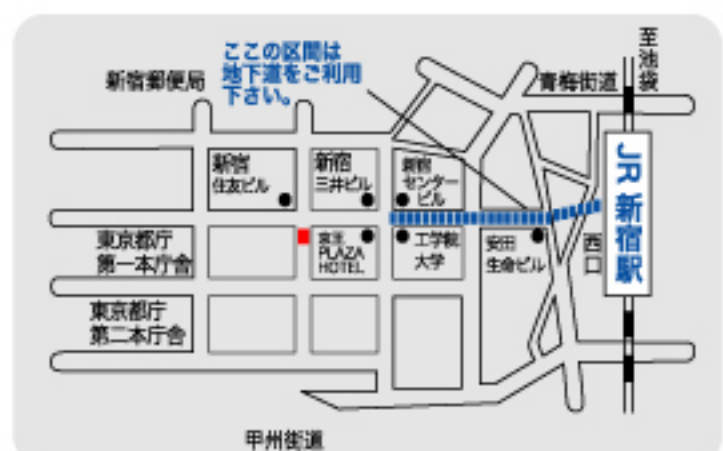 ここの区間は
地下道をご利用
下さい。
至池袋
新宿郵便局
青梅街道
新宿
住友ビル
新宿
三井ビル
新宿
センター
ビル
JR 新宿駅
東京都庁
第一本庁舎
京王
PLAZA
HOTEL
工学院
大学
安田
生命ビル
西口
東京都庁
第二本庁舎
甲州街道